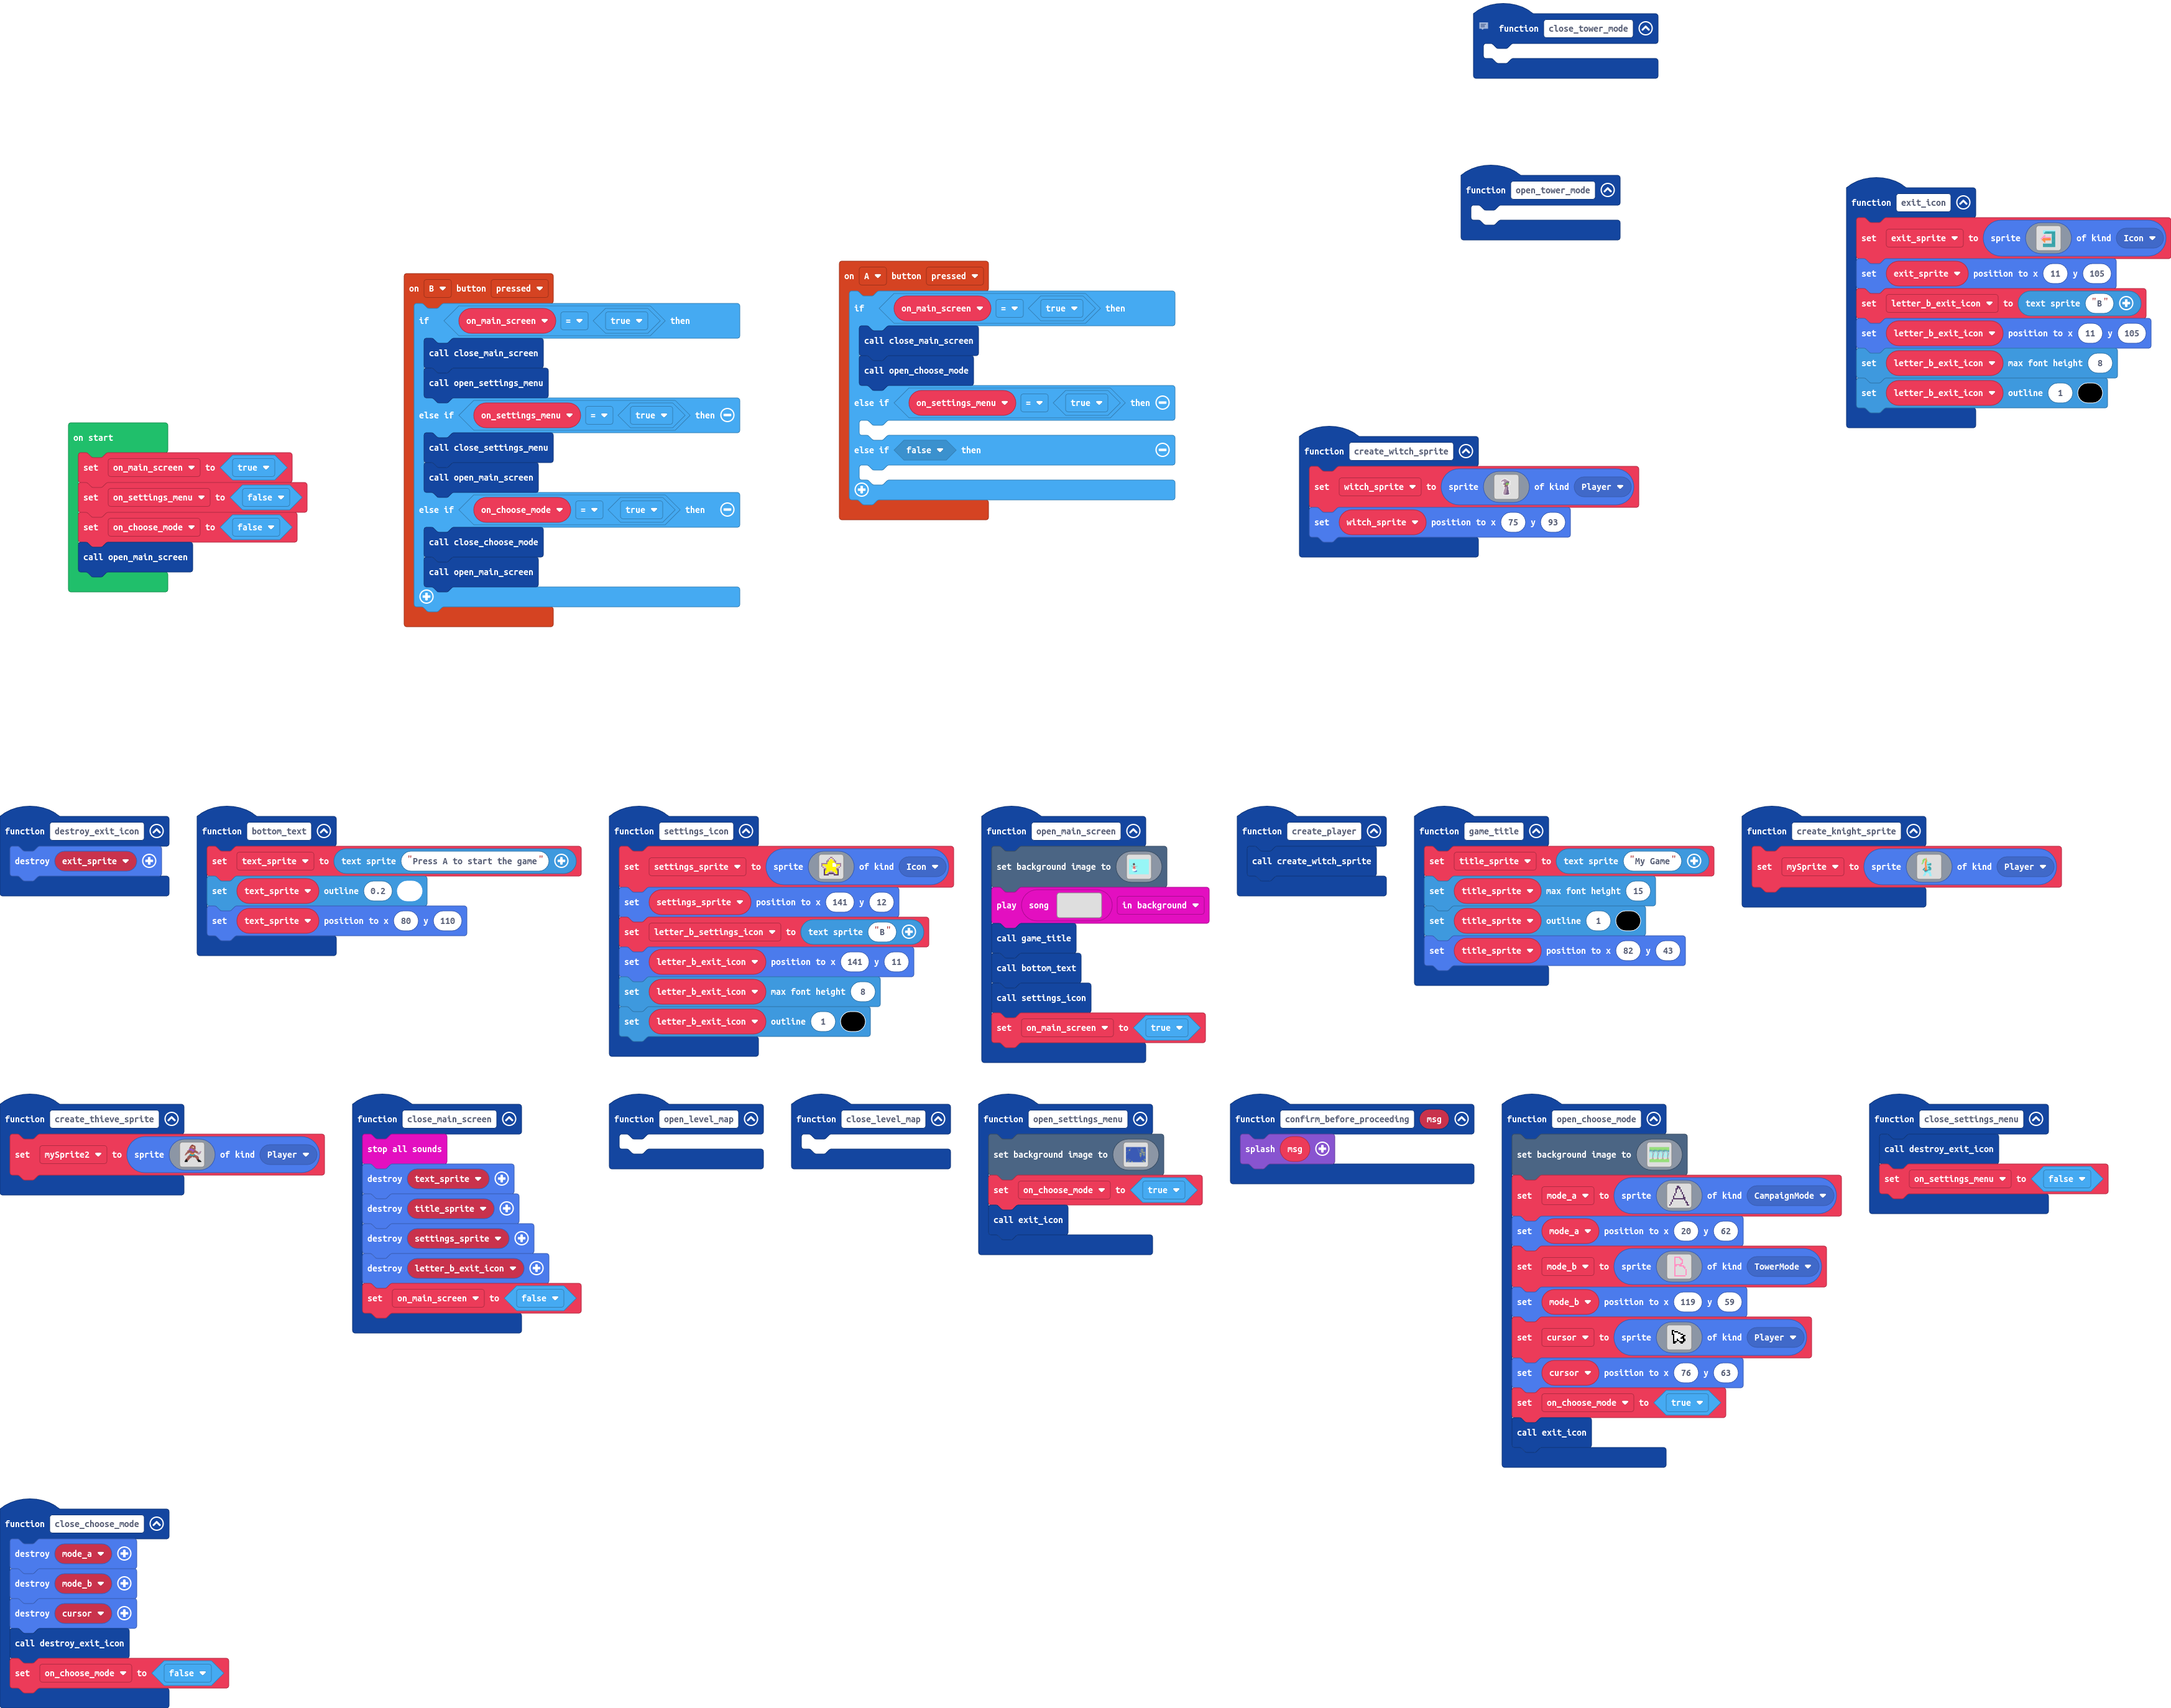 function close_tower_mode
function open_tower_mode
function exit_icon
set exit_sprite to sprite of kind Icon
set exit_sprite position to x 11 y 105
set letter_b_exit_icon to text sprite "B"
set letter_b_exit_icon position to x 11 y 105
set letter_b_exit_icon max font height 8
set letter_b_exit_icon outline 1
on B button pressed
if on_main_screen = true then
call close_main_screen
call open_settings_menu
else if on_settings_menu = true then
call close_settings_menu
call open_main_screen
else if on_choose_mode = true then
call close_choose_mode
call open_main_screen
on A button pressed
if on_main_screen = true then
call close_main_screen
call open_choose_mode
else if on_settings_menu = true then
else if false then
on start
set on_main_screen to true
set on_settings_menu to false
set on_choose_mode to false
call open_main_screen
function create_witch_sprite
set witch_sprite to sprite of kind Player
set witch_sprite position to x 75 y 93
function destroy_exit_icon
destroy exit_sprite
function bottom_text
set text_sprite to text sprite "Press A to start the game"
set text_sprite outline 0.2
set text_sprite position to x 80 y 110
function settings_icon
set settings_sprite to sprite of kind Icon
set settings_sprite position to x 141 y 12
set letter_b_settings_icon to text sprite "B"
set letter_b_exit_icon position to x 141 y 11
set letter_b_exit_icon max font height 8
set letter_b_exit_icon outline 1
function open_main_screen
set background image to
play song in background
call game_title
call bottom_text
call settings_icon
set on_main_screen to true
function create_player
call create_witch_sprite
function game_title
set title_sprite to text sprite "My Game"
set title_sprite max font height 15
set title_sprite outline 1
set title_sprite position to x 82 y 43
function create_knight_sprite
set mySprite to sprite of kind Player
function create_thieve_sprite
set mySprite2 to sprite of kind Player
function close_main_screen
stop all sounds
destroy text_sprite
destroy title_sprite
destroy settings_sprite
destroy letter_b_exit_icon
set on_main_screen to false
function open_level_map
function close_level_map
function open_settings_menu
set background image to
set on_choose_mode to true
call exit_icon
function confirm_before_proceeding msg
splash msg
function open_choose_mode
set background image to
set mode_a to sprite A of kind CampaignMode
set mode_a position to x 20 y 62
set mode_b to sprite B of kind TowerMode
set mode_b position to x 119 y 59
set cursor to sprite of kind Player
set cursor position to x 76 y 63
set on_choose_mode to true
call exit_icon
function close_settings_menu
call destroy_exit_icon
set on_settings_menu to false
function close_choose_mode
destroy mode_a
destroy mode_b
destroy cursor
call destroy_exit_icon
set on_choose_mode to false